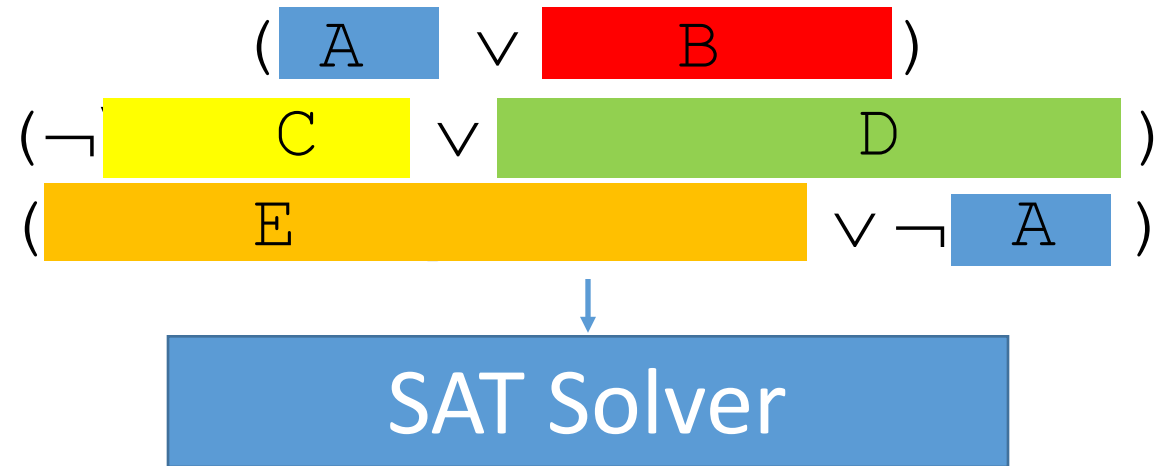 ( A ∨ B )
(¬ C ∨ D )
( E ∨ ¬ A )
SAT Solver